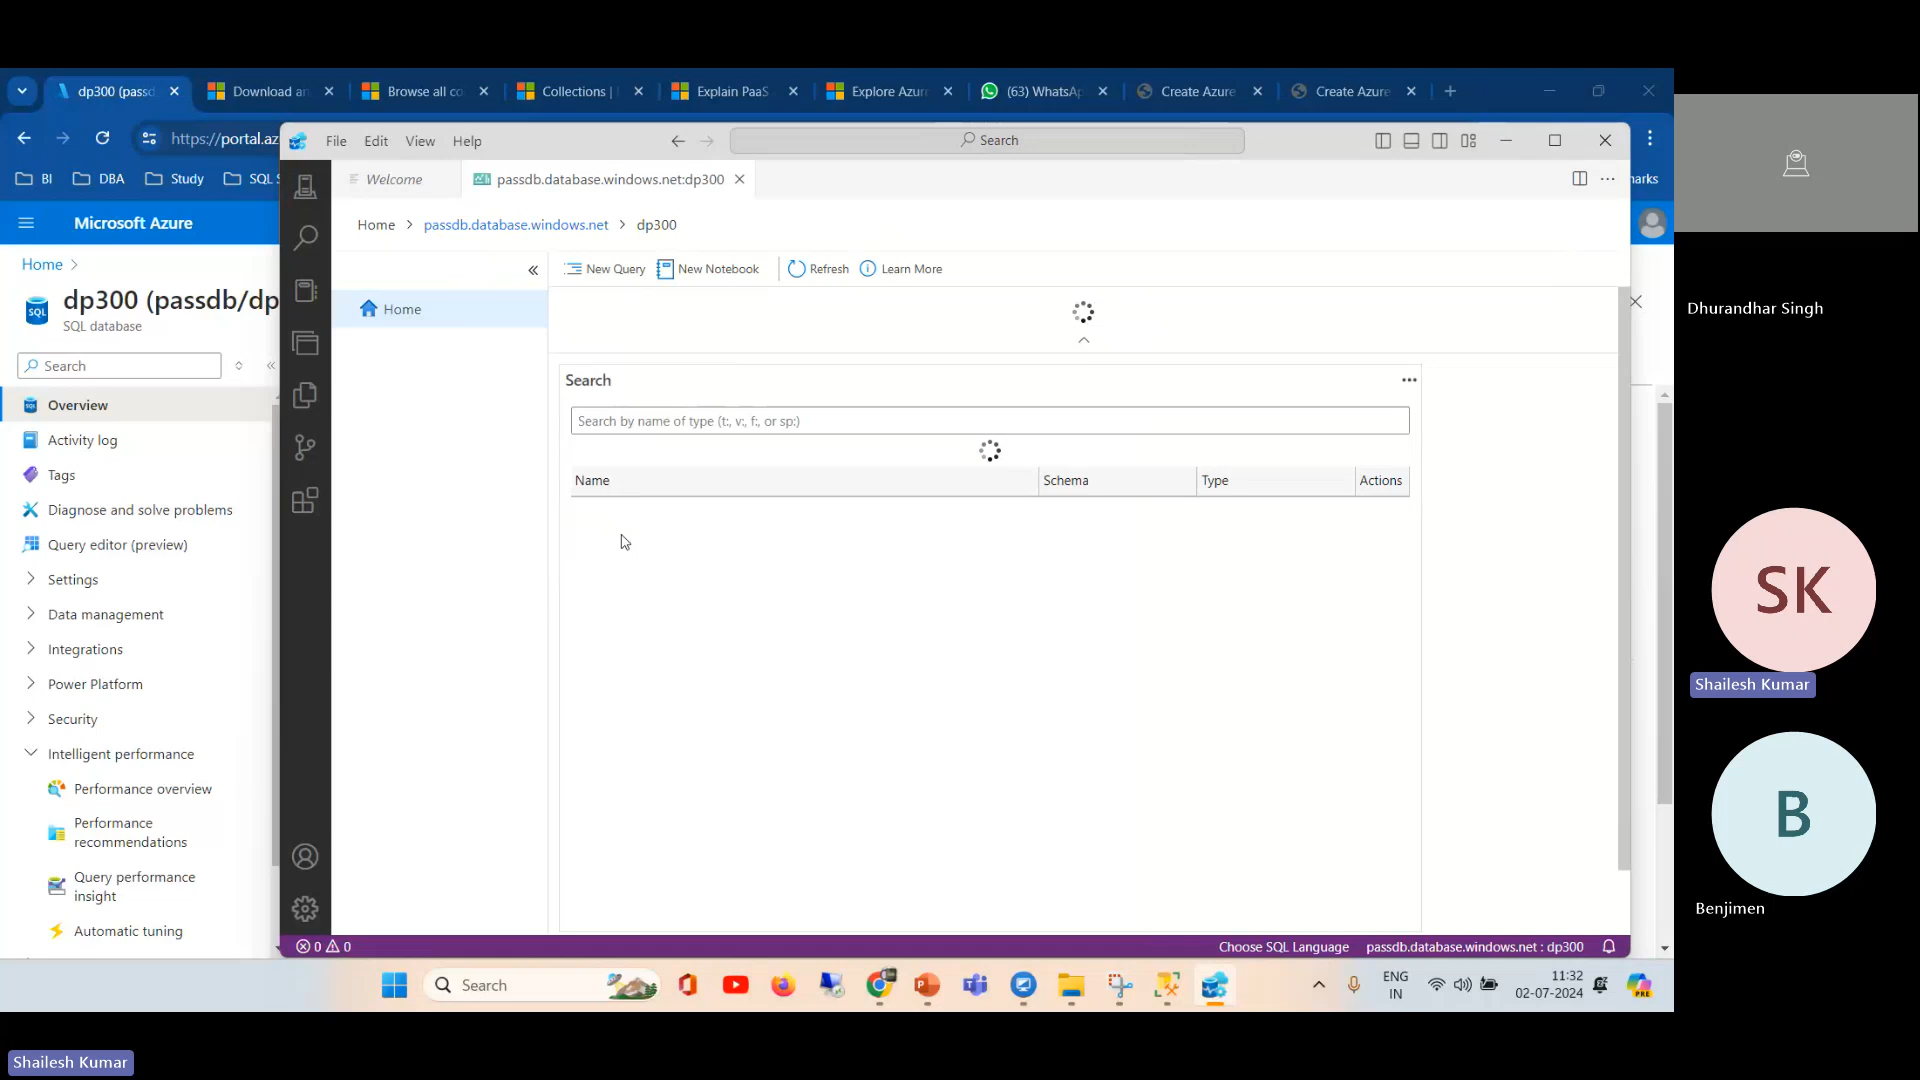 dp300 (passd
Download an
Browse all co
Collections |
Explain PaaS
Explore Azur
(63) WhatsAp
Create Azure
Create Azure
https://portal.az
BI
DBA
Study
SQL S
narks
Microsoft Azure
Home
dp300 (passdb/dp
SQL database
Search
Overview
Activity log
Tags
Diagnose and solve problems
Query editor (preview)
Settings
Data management
Integrations
Power Platform
Security
Intelligent performance
Performance overview
Performance
recommendations
Query performance
insight
Automatic tuning
File Edit View Help
Search
Welcome
passdb.database.windows.net:dp300
Home > passdb.database.windows.net > dp300
New Query
New Notebook
Refresh
Learn More
Home
Search
Search by name of type (t:, v:, f:, or sp:)
Name Schema Type Actions
0 0
Choose SQL Language
passdb.database.windows.net : dp300
Search
ENG
IN
11:32
02-07-2024
PRE
Dhurandhar Singh
SK
Shailesh Kumar
B
Benjimen
Shailesh Kumar